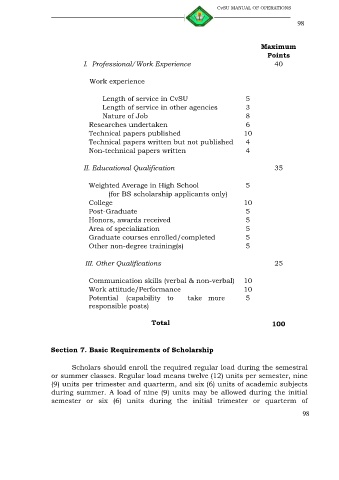 CvSU MANUAL OF OPERATIONS
98
Maximum
Points
I. Professional/Work Experience 40
Work experience
Length of service in CvSU 5
Length of service in other agencies 3
Nature of Job 8
Researches undertaken 6
Technical papers published 10
Technical papers written but not published 4
Non-technical papers written 4
II. Educational Qualification 35
Weighted Average in High School 5
(for BS scholarship applicants only)
College 10
Post-Graduate 5
Honors, awards received 5
Area of specialization 5
Graduate courses enrolled/completed 5
Other non-degree training(s) 5
III. Other Qualifications 25
Communication skills (verbal & non-verbal) 10
Work attitude/Performance 10
Potential (capability to take more 5
responsible posts)
Total 100
Section 7. Basic Requirements of Scholarship
Scholars should enroll the required regular load during the semestral
or summer classes. Regular load means twelve (12) units per semester, nine
(9) units per trimester and quarterm, and six (6) units of academic subjects
during summer. A load of nine (9) units may be allowed during the initial
semester or six (6) units during the initial trimester or quarterm of
98